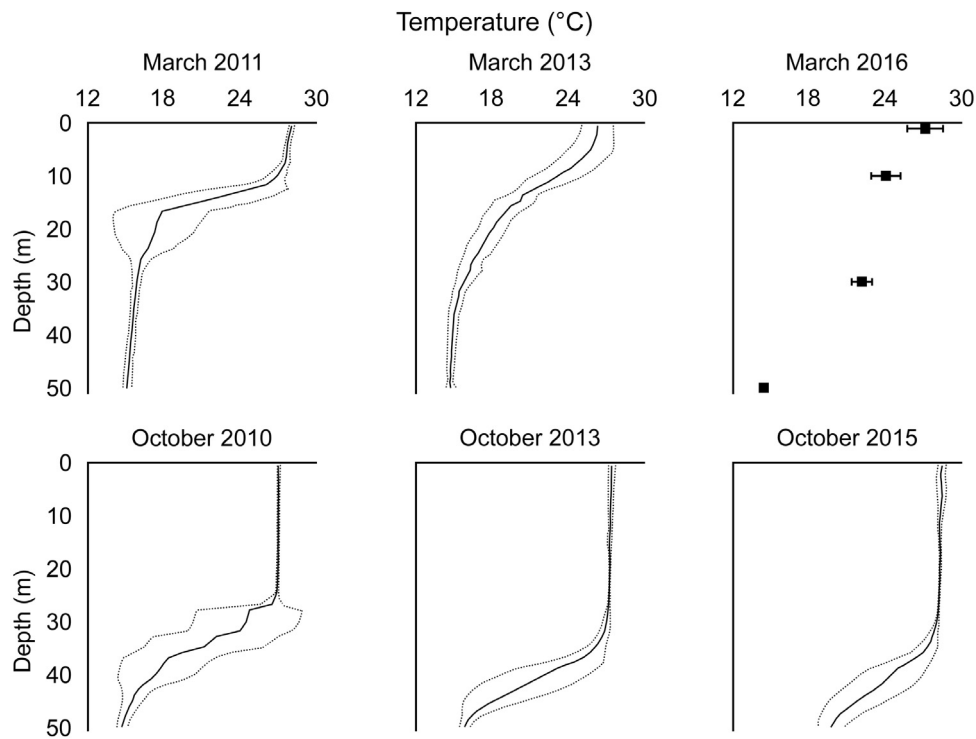 Temperature (°C)
March 2011
March 2013
March 2016
12 18 24 30
12 18 24 30
12 24 30
0
10
20
30
40
50
Depth (m)
October 2010
October 2013
October 2015
0
10
20
30
40
50
Depth (m)